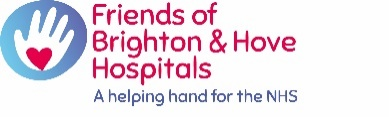 Friends of
Brighton & Hove
Hospitals
A helping hand for the NHS